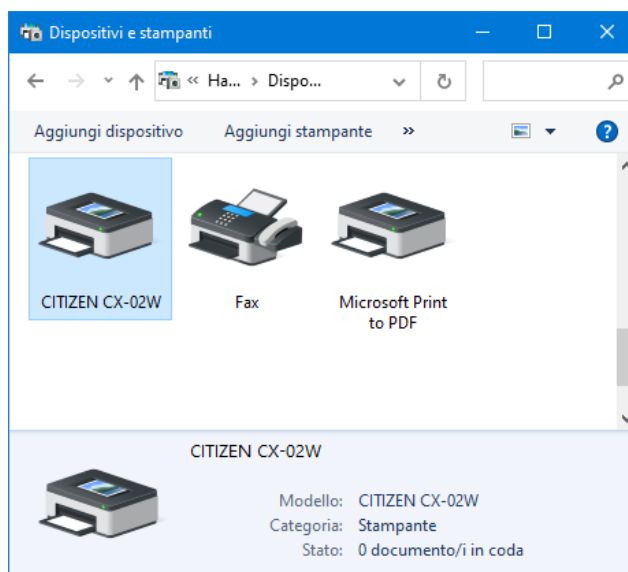 Dispositivi e stampanti
« Ha... › Dispo...
Aggiungi dispositivo Aggiungi stampante »
?
CITIZEN CX-02W Fax Microsoft Print
to PDF
CITIZEN CX-02W
Modello: CITIZEN CX-02W
Categoria: Stampante
Stato: 0 documento/i in coda